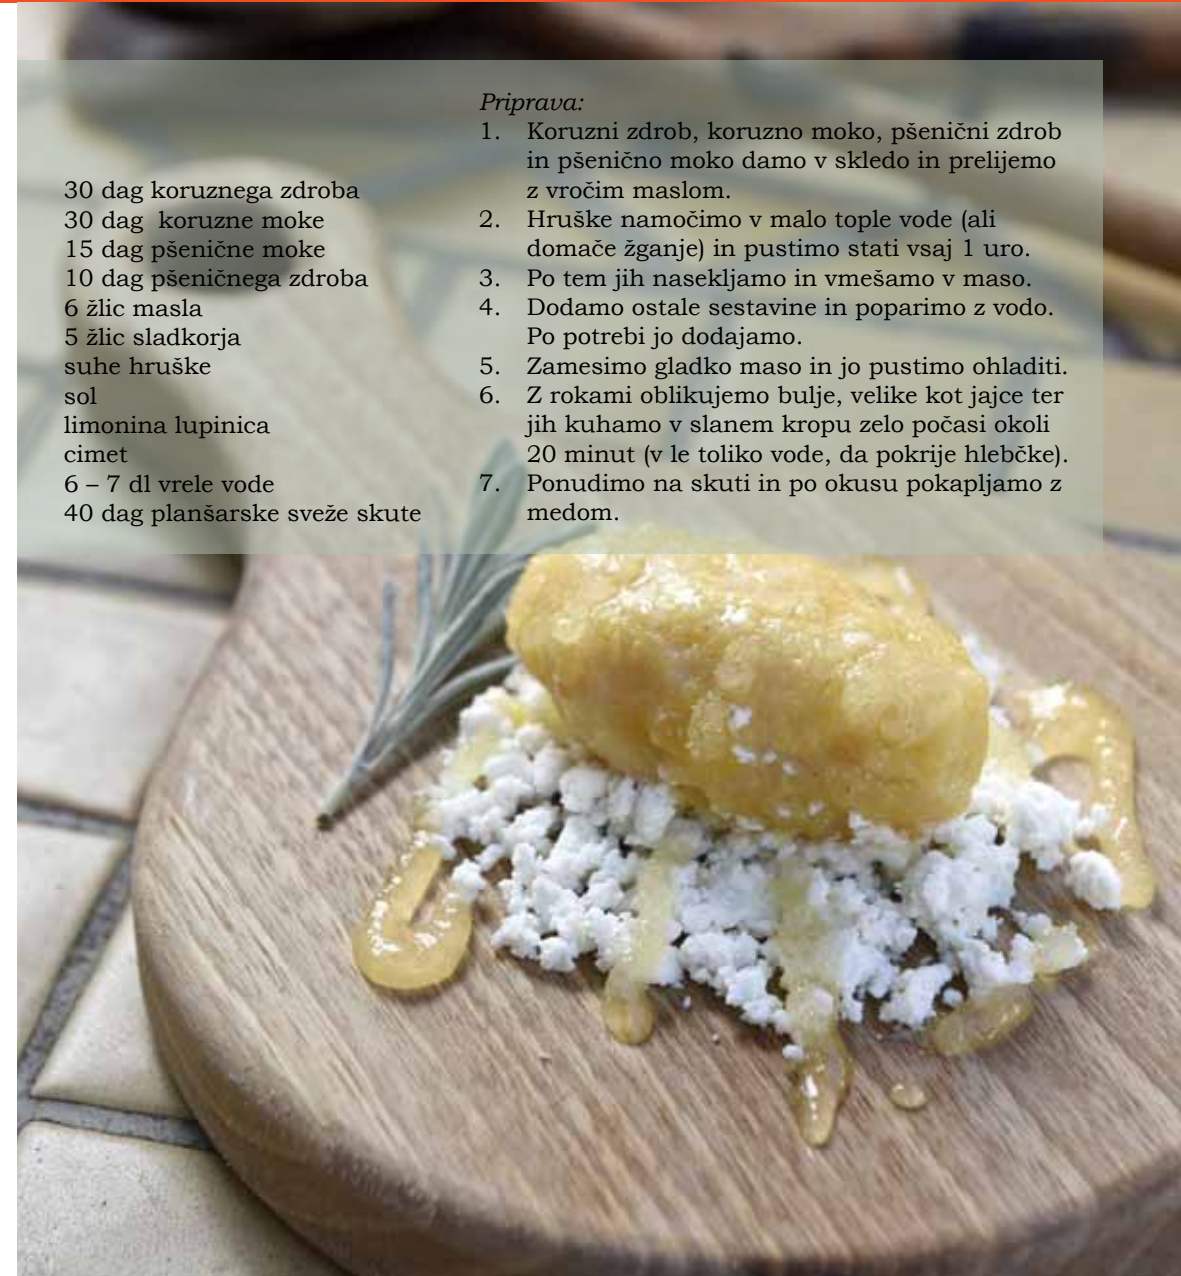 30 dag koruznega zdroba
30 dag  koruzne moke
15 dag pšenične moke
10 dag pšeničnega zdroba
6 žlic masla
5 žlic sladkorja
suhe hruške
sol
limonina lupinica
cimet
6 – 7 dl vrele vode
40 dag planšarske sveže skute
Priprava:
1. Koruzni zdrob, koruzno moko, pšenični zdrob
in pšenično moko damo v skledo in prelijemo
z vročim maslom.
2. Hruške namočimo v malo tople vode (ali
domače žganje) in pustimo stati vsaj 1 uro.
3. Po tem jih nasekljamo in vmešamo v maso.
4. Dodamo ostale sestavine in poparimo z vodo.
Po potrebi jo dodajamo.
5. Zamesimo gladko maso in jo pustimo ohladiti.
6. Z rokami oblikujemo bulje, velike kot jajce ter
jih kuhamo v slanem kropu zelo počasi okoli
20 minut (v le toliko vode, da pokrije hlebčke).
7. Ponudimo na skuti in po okusu pokapljamo z
medom.